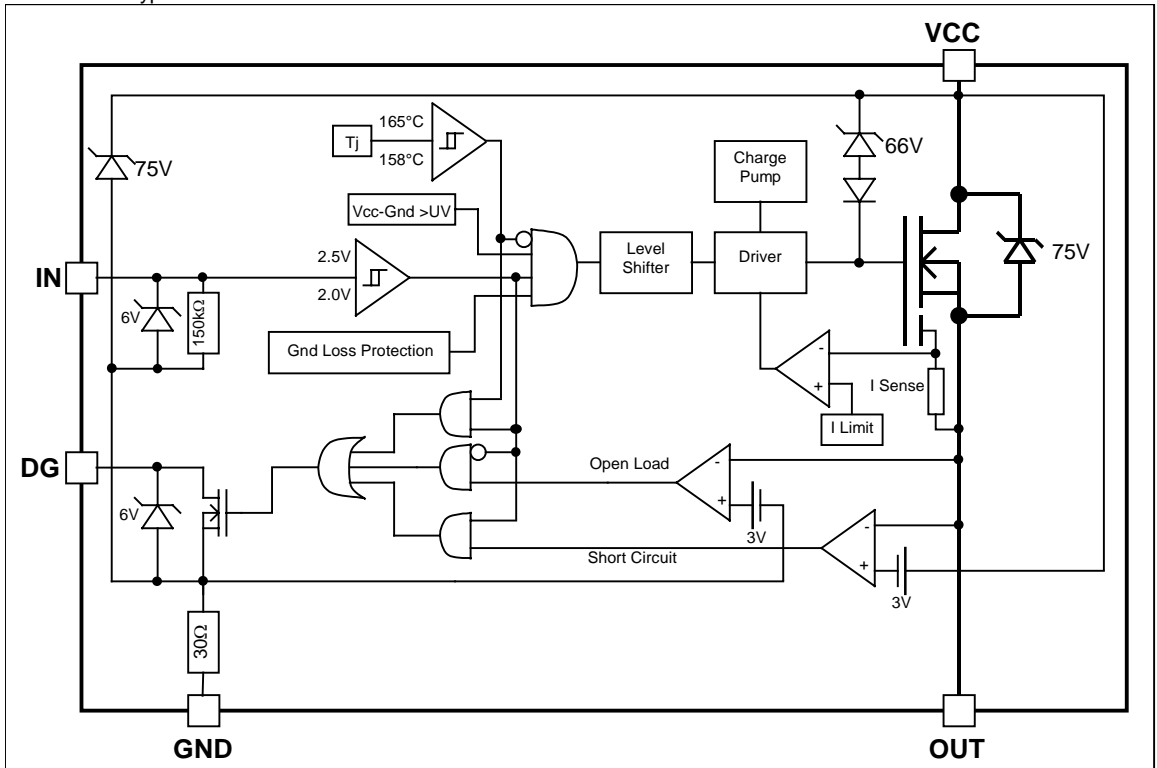 VCC
165°C
Tj
158°C
75V
66V
Charge
Pump
Vcc-Gnd >UV
Level
Shifter
Driver
75V
2.5V
IN
2.0V
6V
150kΩ
Gnd Loss Protection
-
+
I Sense
I Limit
DG
Open Load
-
+
3V
6V
-
+
Short Circuit
3V
30Ω
GND
OUT